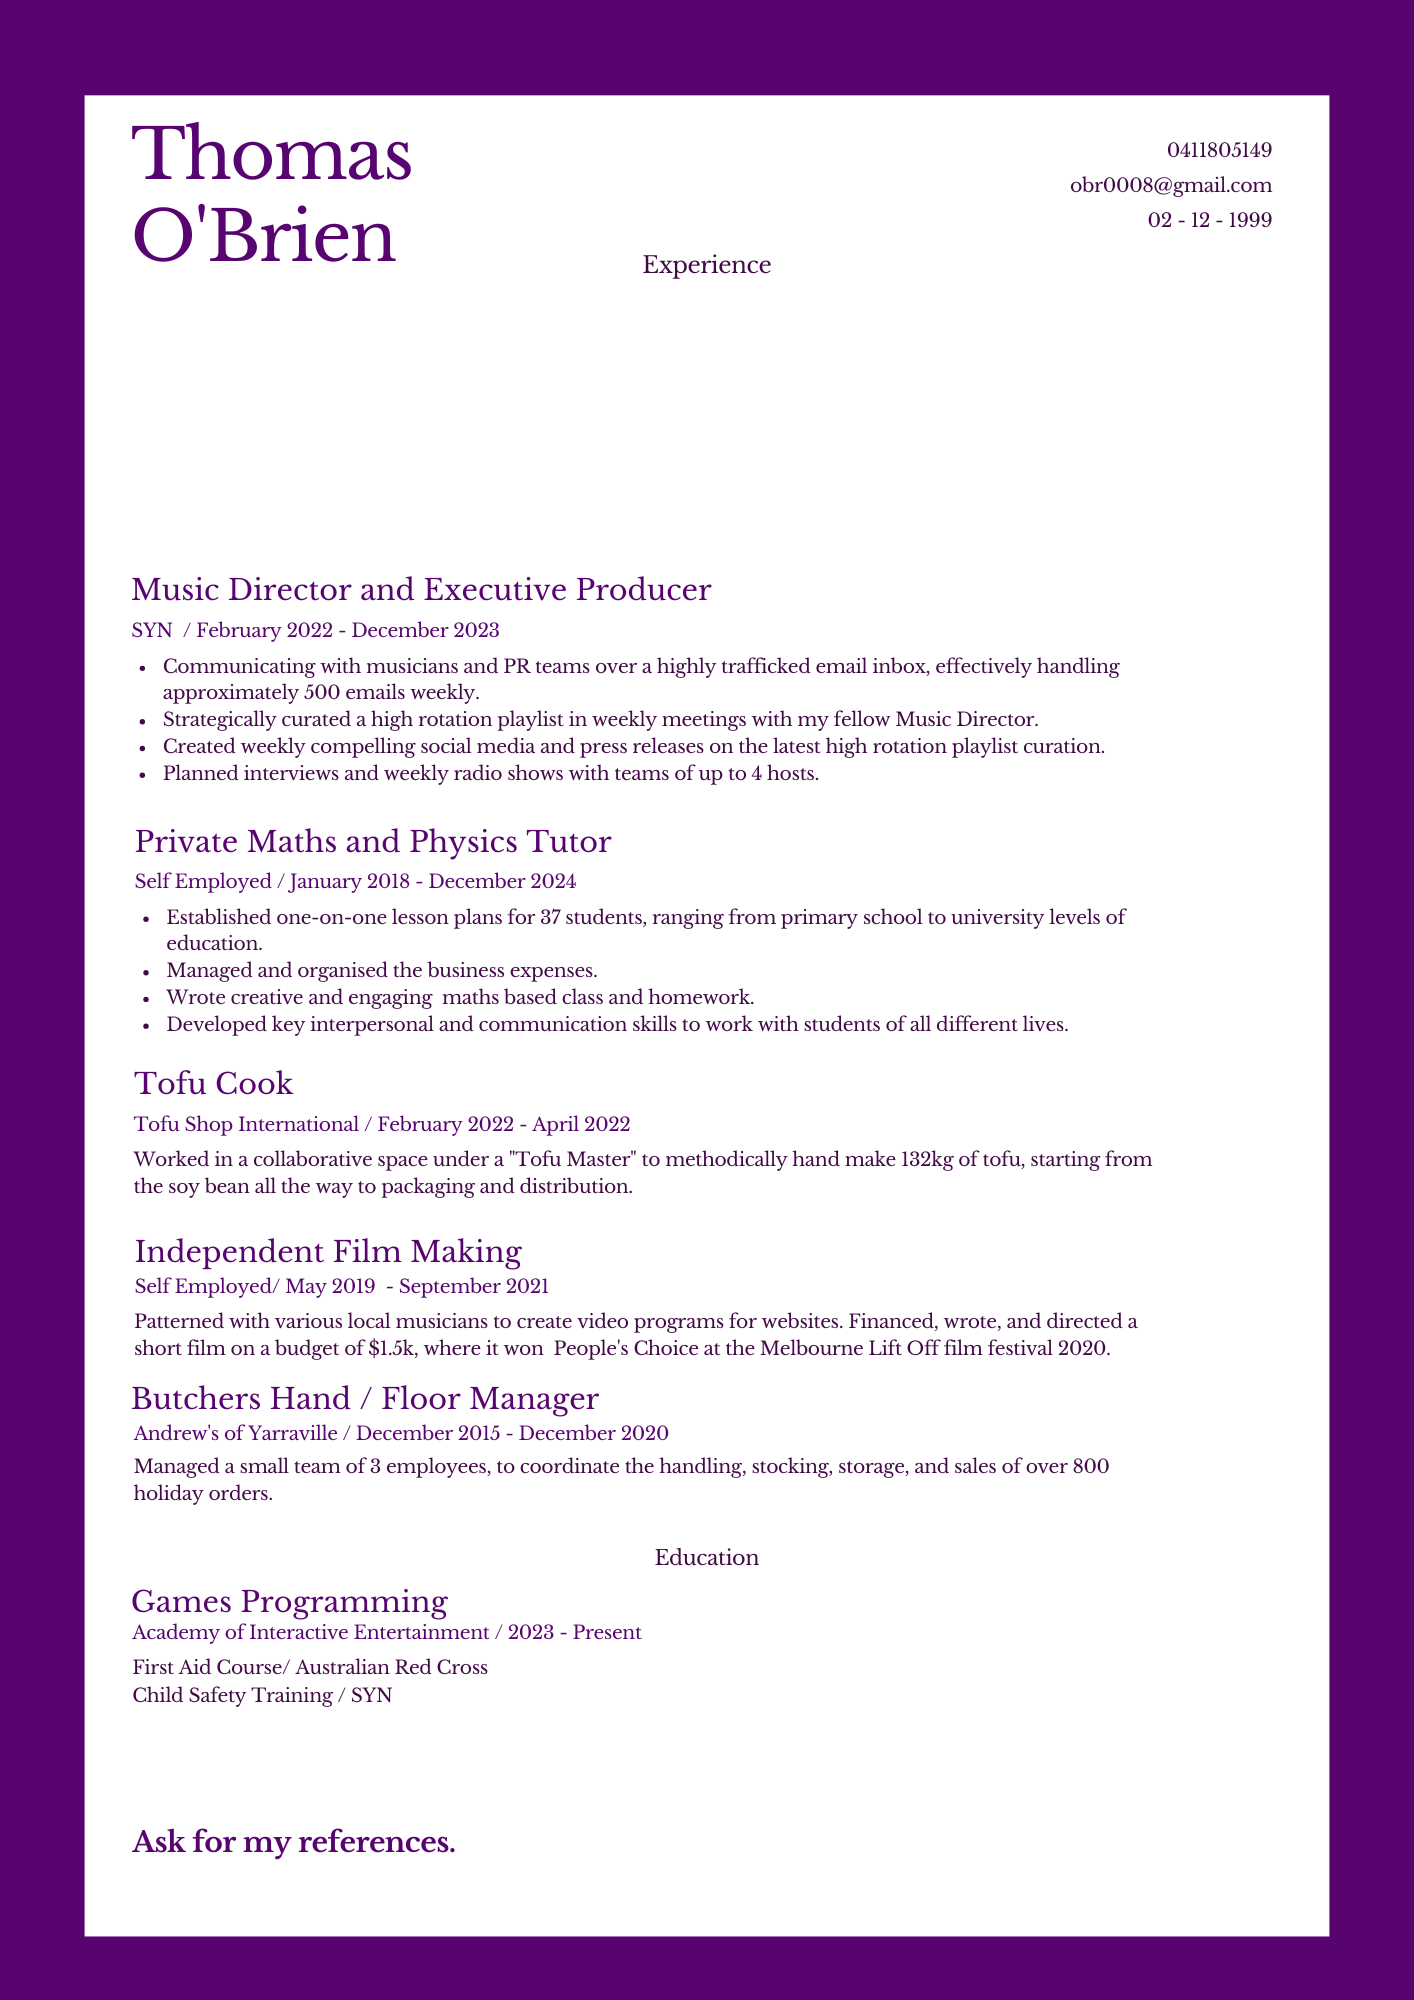 Thomas
O'Brien
0411805149
obr0008@gmail.com
02 - 12 - 1999
Experience
Music Director and Executive Producer
SYN / February 2022 - December 2023
• Communicating with musicians and PR teams over a highly trafficked email inbox, effectively handling
approximately 500 emails weekly.
• Strategically curated a high rotation playlist in weekly meetings with my fellow Music Director.
• Created weekly compelling social media and press releases on the latest high rotation playlist curation.
• Planned interviews and weekly radio shows with teams of up to 4 hosts.
Private Maths and Physics Tutor
Self Employed / January 2018 - December 2024
• Established one-on-one lesson plans for 37 students, ranging from primary school to university levels of
education.
• Managed and organised the business expenses.
• Wrote creative and engaging maths based class and homework.
• Developed key interpersonal and communication skills to work with students of all different lives.
Tofu Cook
Tofu Shop International / February 2022 - April 2022
Worked in a collaborative space under a "Tofu Master" to methodically hand make 132kg of tofu, starting from
the soy bean all the way to packaging and distribution.
Independent Film Making
Self Employed/ May 2019 - September 2021
Patterned with various local musicians to create video programs for websites. Financed, wrote, and directed a
short film on a budget of $1.5k, where it won People's Choice at the Melbourne Lift Off film festival 2020.
Butchers Hand / Floor Manager
Andrew's of Yarraville / December 2015 - December 2020
Managed a small team of 3 employees, to coordinate the handling, stocking, storage, and sales of over 800
holiday orders.
Education
Games Programming
Academy of Interactive Entertainment / 2023 - Present
First Aid Course/ Australian Red Cross
Child Safety Training / SYN
Ask for my references.